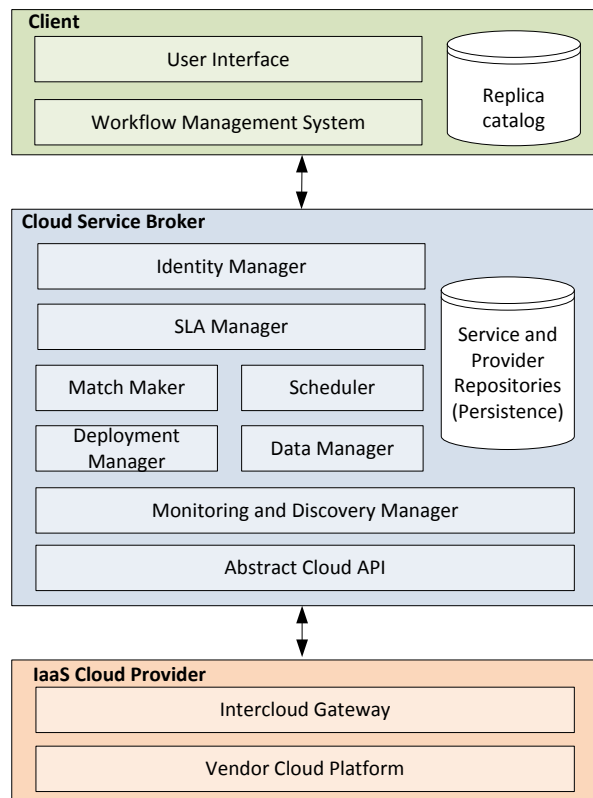 Client
User Interface
Workflow Management System
Replica
catalog
Cloud Service Broker
Identity Manager
SLA Manager
Match Maker
Scheduler
Deployment
Manager
Data Manager
Service and
Provider
Repositories
(Persistence)
Monitoring and Discovery Manager
Abstract Cloud API
IaaS Cloud Provider
Intercloud Gateway
Vendor Cloud Platform